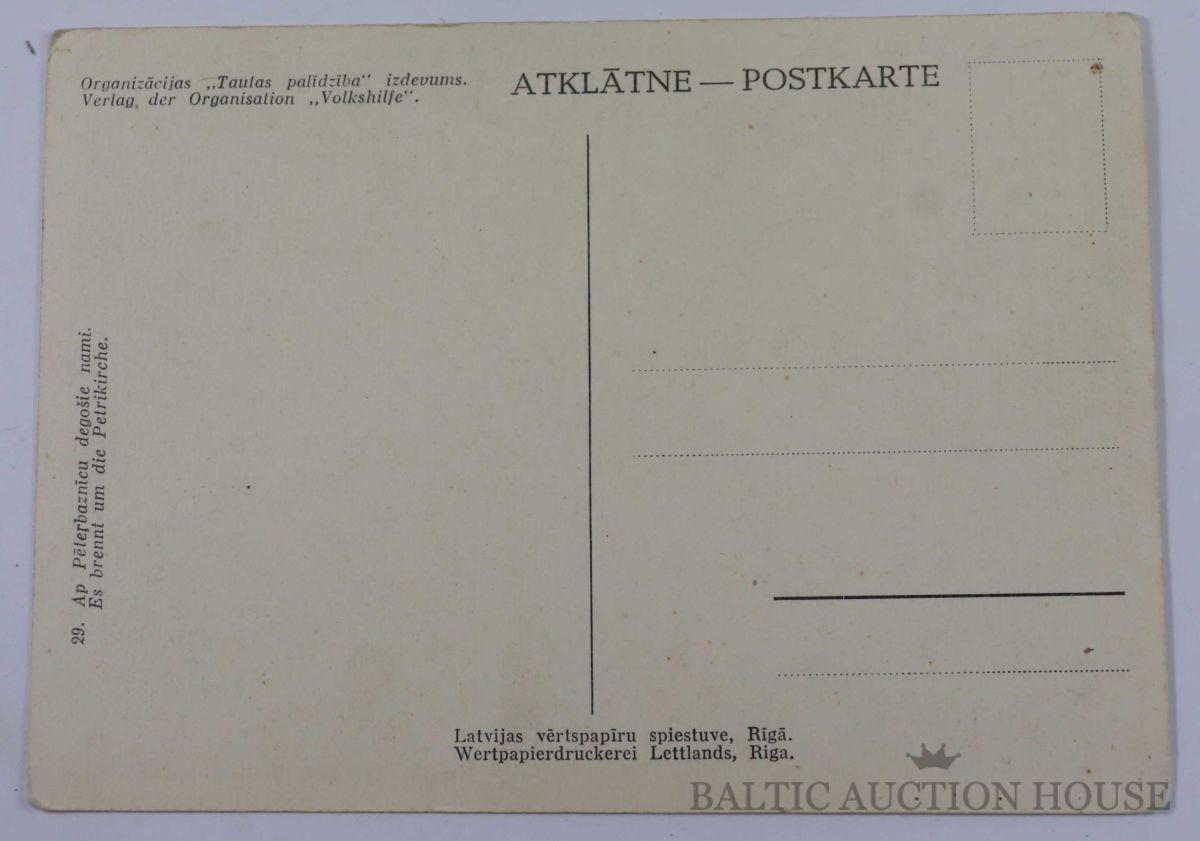 Organizācijas „Tautas palīdzība" izdevums.
Verlag der Organisation „Volkshilfe".
ATKLĀTNE — POSTKARTE
29. Ap Pēteŗbaznīcu degošie nami.
Es brennt um die Petrikirche.
Latvijas vērtspapīru spiestuve, Rīgā.
Wertpapierdruckerei Lettlands, Riga.
BALTIC AUCTION HOUSE